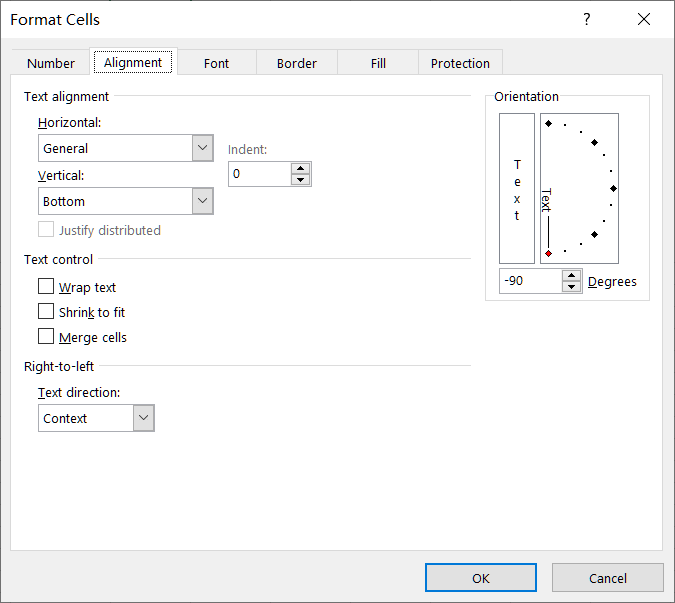 Format Cells
?
Number Alignment Font Border Fill Protection
Text alignment
Horizontal:
General
Indent:
0
Vertical:
Bottom
Justify distributed
Text control
Wrap text
Shrink to fit
Merge cells
Right-to-left
Text direction:
Context
Orientation
Text
Text
-90 Degrees
OK Cancel